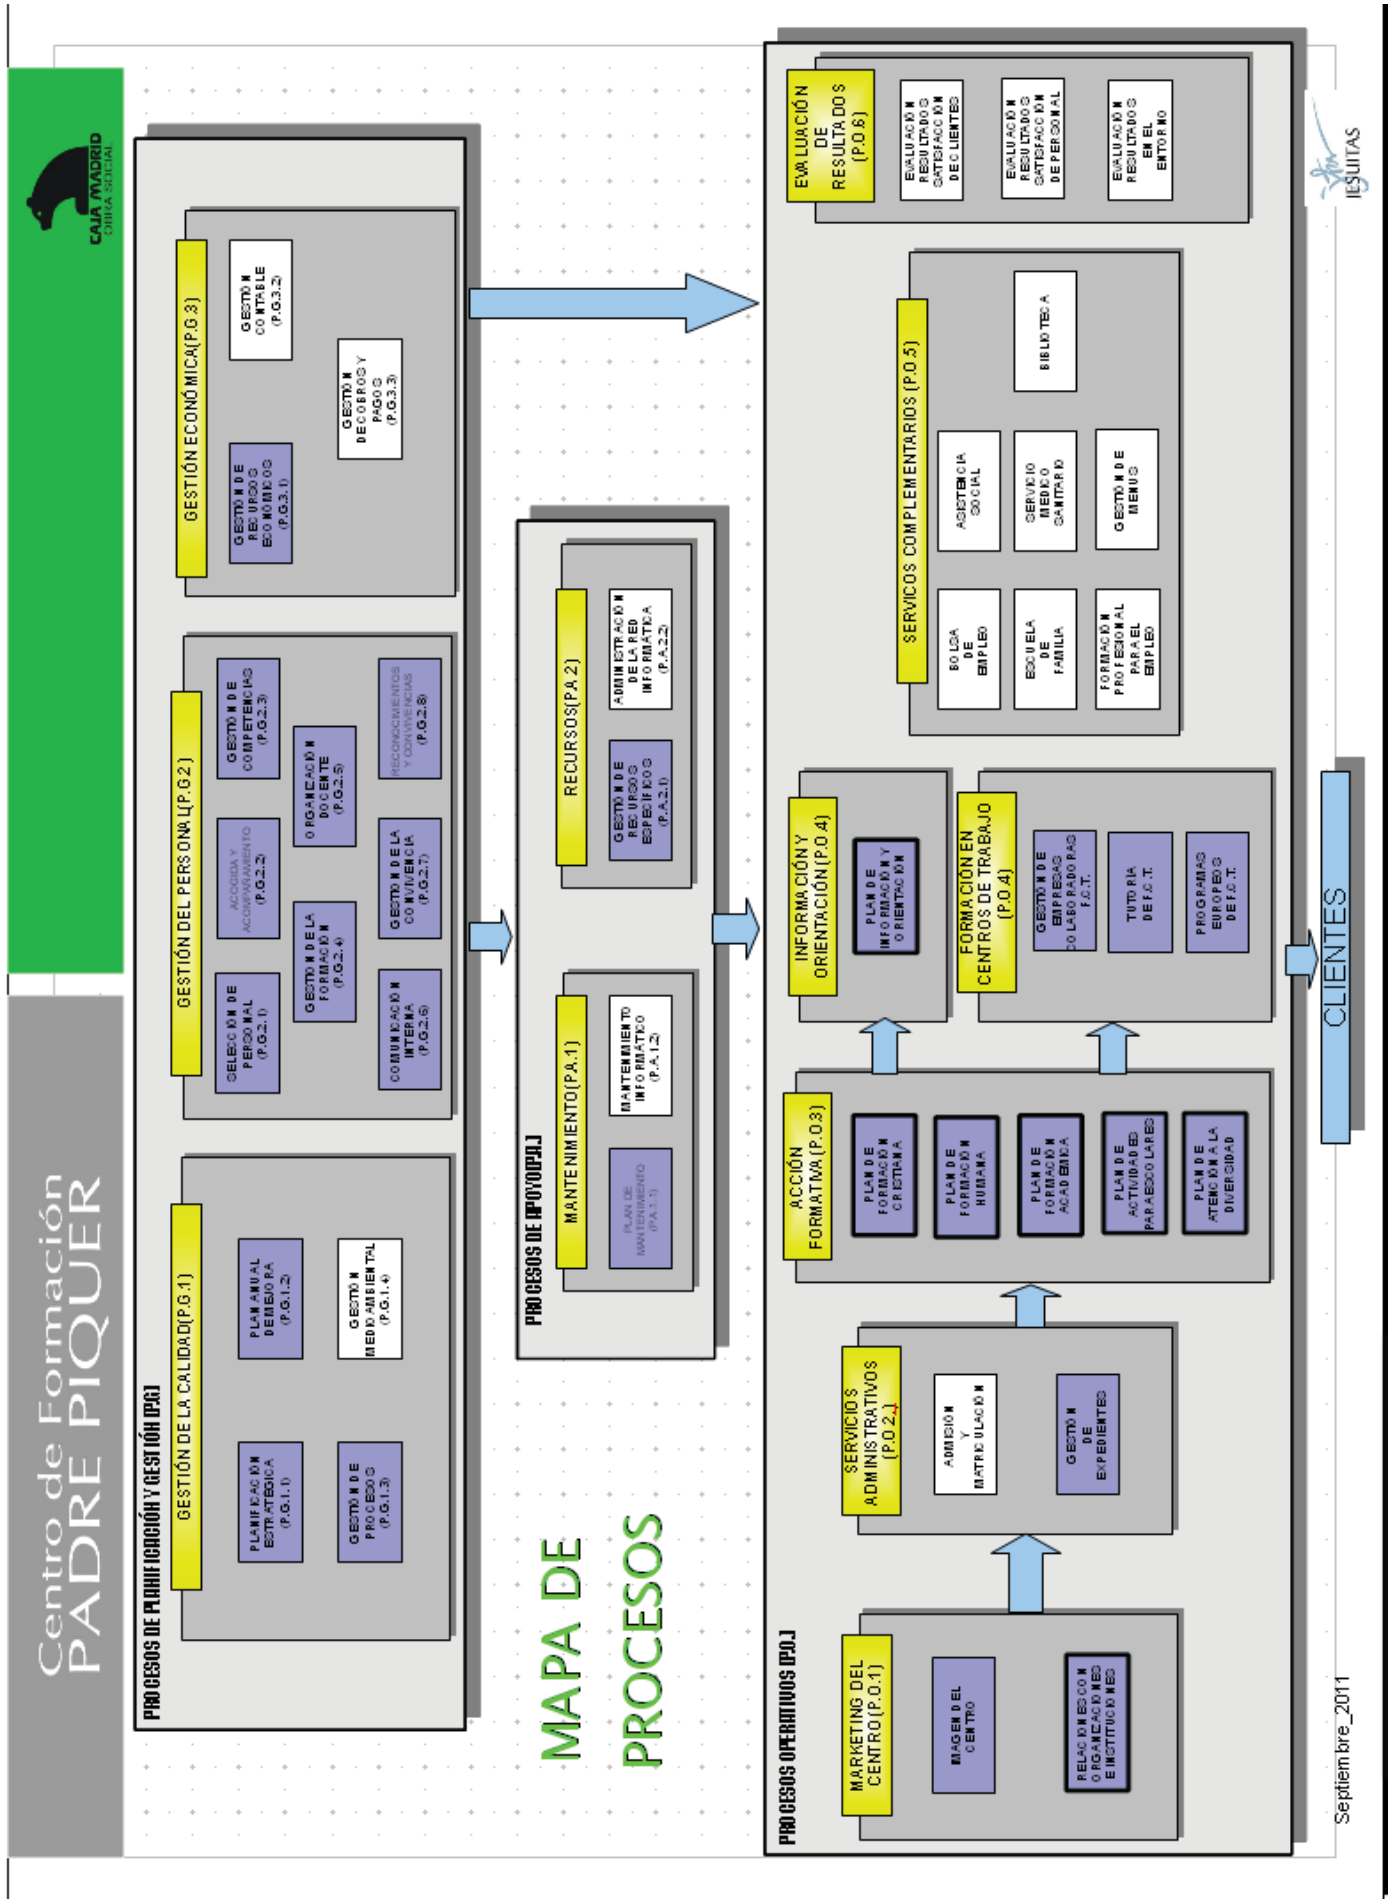 Centro de Formación
PADRE PIQUER
CAJA MADRID
OBRA SOCIAL
PROCESOS DE PLANIFICACIÓN Y GESTIÓN (P.G)
GESTIÓN DE LA CALIDAD(P.G.1)
PLANIFICACIÓN
ESTRATÉGICA
(P.G.1.1)
PLAN ANUAL
DE MEJORA
(P.G.1.2)
GESTIÓN DE
PROCESOS
(P.G.1.3)
GESTIÓN
MEDIOAMBIENTAL
(P.G.1.4)
GESTIÓN DEL PERSONAL(P.G.2)
SELECCIÓN DE
PERSONAL
(P.G.2.1)
ACOGIDA Y
ACOMPAÑAMIENTO
(P.G.2.2)
GESTIÓN DE
COMPETENCIAS
(P.G.2.3)
GESTIÓN DE LA
FORMACIÓN
(P.G.2.4)
ORGANIZACIÓN
DOCENTE
(P.G.2.5)
COMUNICACIÓN
INTERNA
(P.G.2.6)
GESTIÓN DE LA
CONVIVENCIA
(P.G.2.7)
RECONOCIMIENTOS
Y CONVIVENCIAS
(P.G.2.8)
GESTIÓN ECONÓMICA(P.G.3)
GESTIÓN DE
RECURSOS
ECONÓMICOS
(P.G.3.1)
GESTIÓN
CONTABLE
(P.G.3.2)
GESTIÓN
DE COBROS Y
PAGOS
(P.G.3.3)
MAPA DE
PROCESOS
PROCESOS DE APOYO(P.A.)
MANTENIMIENTO(P.A.1)
PLAN DE
MANTENIMIENTO
(P.A.1.1)
MANTENIMIENTO
INFORMÁTICO
(P.A.1.2)
RECURSOS(P.A.2)
GESTIÓN DE
RECURSOS
ESPECÍFICOS
(P.A.2.1)
ADMINISTRACIÓN
DE LA RED
INFORMÁTICA
(P.A.2.2)
PROCESOS OPERATIVOS (P.O.)
MARKETING DEL
CENTRO(P.O.1)
IMAGEN DEL
CENTRO
RELACIONES CON
ORGANIZACIONES
E INSTITUCIONES
SERVICIOS
ADMINISTRATIVOS
(P.O.2.)
ADMISIÓN
Y
MATRICULACIÓN
GESTIÓN
DE
EXPEDIENTES
ACCIÓN
FORMATIVA(P.O.3)
PLAN DE
FORMACIÓN
CRISTIANA
PLAN DE
FORMACIÓN
HUMANA
PLAN DE
FORMACIÓN
ACADEMICA
PLAN DE
ACTIVIDADES
PARAESCOLARES
PLAN DE
ATENCIÓN A LA
DIVERSIDAD
INFORMACIÓN Y
ORIENTACIÓN(P.O.4)
PLAN DE
INFORMACIÓN Y
ORIENTACIÓN
FORMACIÓN EN
CENTROS DE TRABAJO
(P.O.4)
GESTIÓN DE
EMPRESAS
COLABORADORAS
F.C.T.
TUTORÍA
DE F.C.T.
PROGRAMAS
EUROPEOS
DE F.C.T.
SERVICOS COMPLEMENTARIOS (P.O.5)
BOLSA
DE
EMPLEO
ASISTENCIA
SOCIAL
ESCUELA
DE
FAMILIA
SERVICIO
MEDICO
SANITARIO
BIBLIOTECA
FORMACIÓN
PROFESIONAL
PARA EL
EMPLEO
GESTIÓN DE
MENUS
EVALUACIÓN
DE
RESULTADOS
(P.O.6)
EVALUACIÓN
RESULTADOS
SATISFACCIÓN
DE CLIENTES
EVALUACIÓN
RESULTADOS
SATISFACCIÓN
DE PERSONAL
EVALUACIÓN
RESULTADOS
EN EL
ENTORNO
CLIENTES
Septiembre_2011
JESUITAS